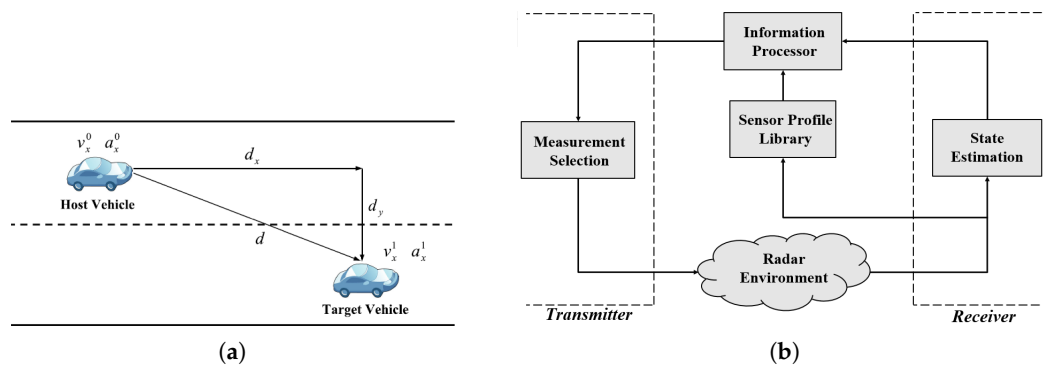 v_x^0 a_x^0
d_x
Host Vehicle
d_y
d
v_x^1 a_x^1
Target Vehicle
(a)
Information
Processor
Measurement
Selection
Sensor Profile
Library
State
Estimation
Radar
Environment
Transmitter
Receiver
(b)